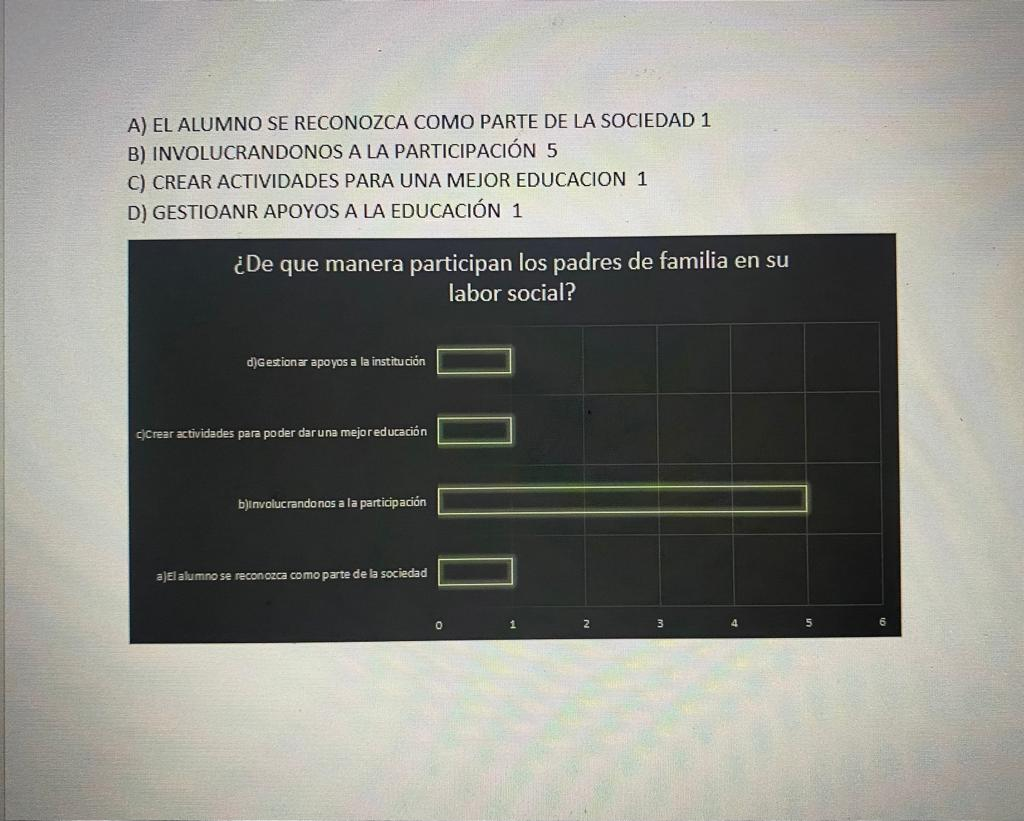 A) EL ALUMNO SE RECONOZCA COMO PARTE DE LA SOCIEDAD 1
B) INVOLUCRANDONOS A LA PARTICIPACIÓN 5
C) CREAR ACTIVIDADES PARA UNA MEJOR EDUCACION 1
D) GESTIOANR APOYOS A LA EDUCACIÓN 1
¿De que manera participan los padres de familia en su
labor social?
d)Gestionar apoyos a la institución
c)Crear actividades para poder dar una mejor educación
b)Involucrandonos a la participación
a)El alumno se reconozca como parte de la sociedad
0 1 2 3 4 5 6